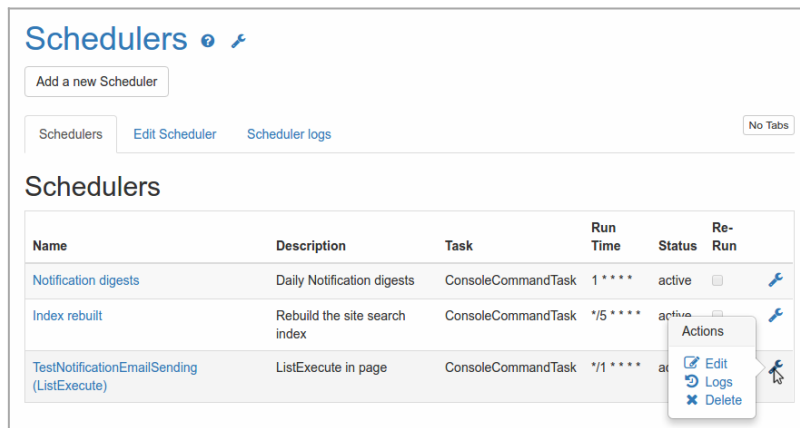 Schedulers
Add a new Scheduler
Schedulers Edit Scheduler Scheduler logs No Tabs
Schedulers
Name Description Task Run Time Status Re-Run
Notification digests Daily Notification digests ConsoleCommandTask 1 * * * * active
Index rebuilt Rebuild the site search index ConsoleCommandTask */5 * * * * active
TestNotificationEmailSending (ListExecute) ListExecute in page ConsoleCommandTask */1 * * * *
Actions
Edit
Logs
Delete